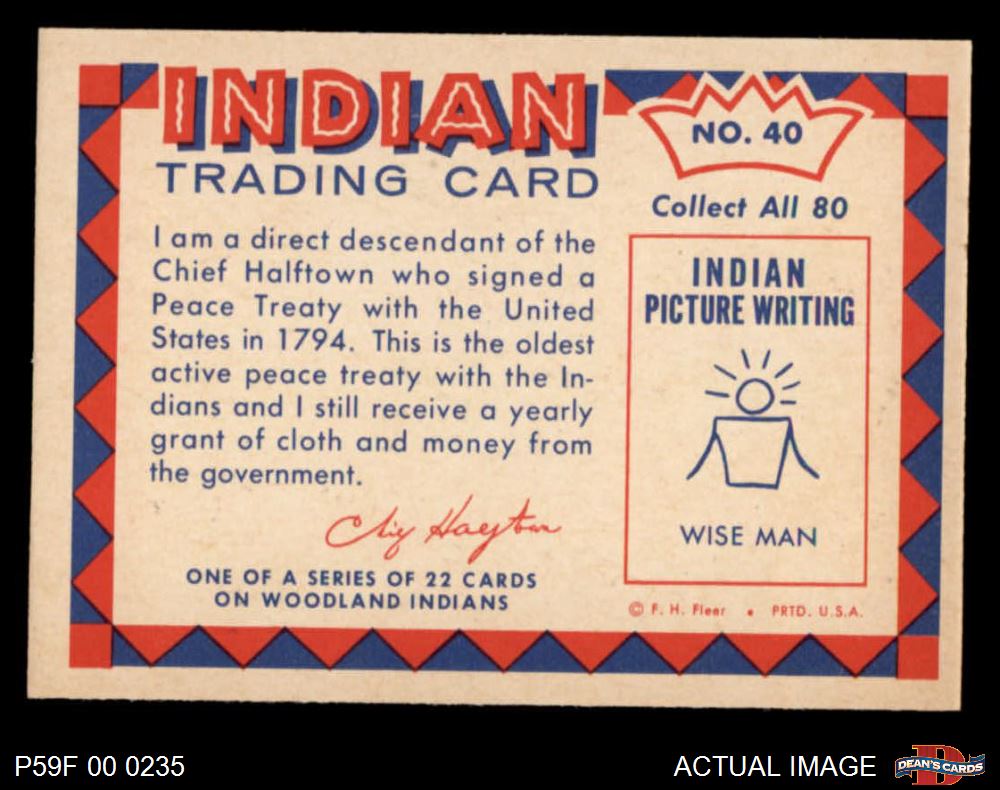 INDIAN
TRADING CARD
NO. 40
Collect All 80
I am a direct descendant of the
Chief Halftown who signed a
Peace Treaty with the United
States in 1794. This is the oldest
active peace treaty with the In-
dians and I still receive a yearly
grant of cloth and money from
the government.
Chief Halftown
ONE OF A SERIES OF 22 CARDS
ON WOODLAND INDIANS
INDIAN
PICTURE WRITING
WISE MAN
© F. H. Fleer • PRTD. U.S.A.
P59F 00 0235
ACTUAL IMAGE
D
DEAN'S CARDS